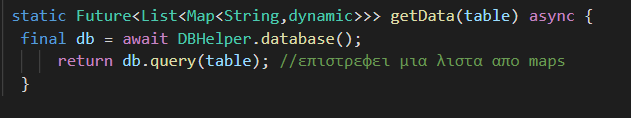 static Future<List<Map<String,dynamic>>> getData(table) async {
final db = await DBHelper.database();
return db.query(table); //επιστρεφει μια λιστα απο maps
}